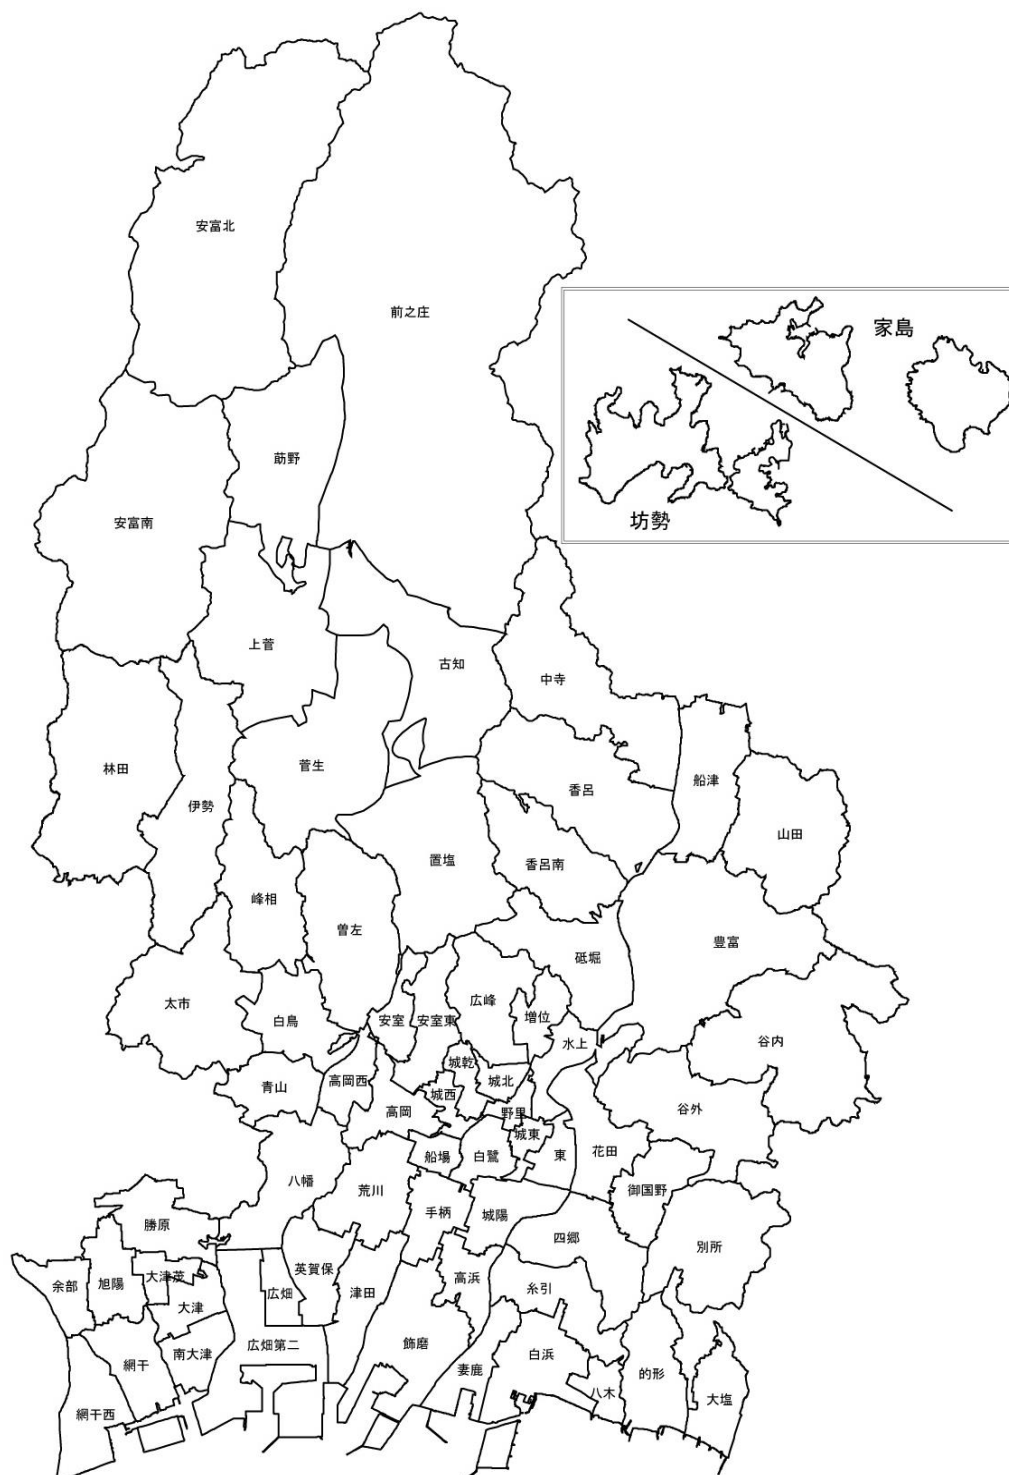 安富北
前之庄
家島
坊勢
莇野
安富南
上菅
古知
中寺
林田
伊勢
菅生
香呂
船津
山田
置塩
香呂南
峰相
曽左
豊富
砥堀
太市
白鳥
安室
安室東
広峰
増位
水上
谷内
城乾
城北
青山
高岡西
城西
高岡
野里
谷外
城東
船場
白鷺
東
花田
八幡
荒川
御国野
手柄
城陽
勝原
四郷
別所
余部
旭陽
大津茂
英賀保
高浜
糸引
広畑
津田
大津
広畑第二
飾磨
南大津
網干
妻鹿
白浜
的形
八木
大塩
網干西